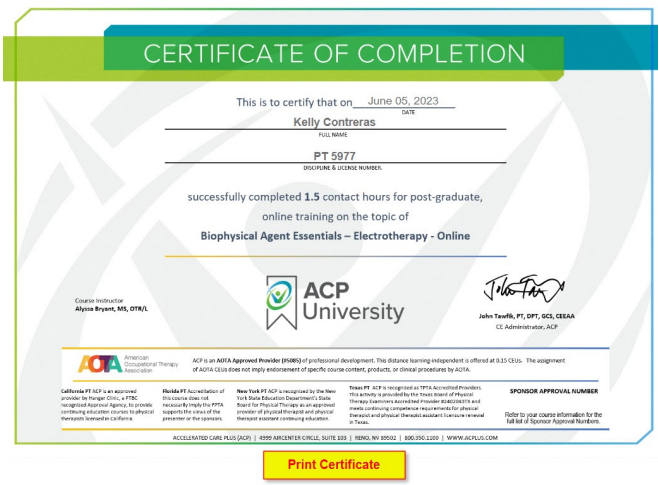 CERTIFICATE OF COMPLETION
This is to certify that on June 05, 2023
DATE
Kelly Contreras
FULL NAME
PT 5977
DISCIPLINE & LICENSE NUMBER.
successfully completed 1.5 contact hours for post-graduate,
online training on the topic of
Biophysical Agent Essentials – Electrotherapy - Online
Course Instructor
Alyssa Bryant, MS, OTR/L
ACP
University
John Tawfik, PT, DPT, GCS, CEEAA
CE Administrator, ACP
AOTA
American
Occupational Therapy
Association
ACP is an AOTA Approved Provider (#5085) of professional development. This distance learning-independent is offered at 0.15 CEUs. The assignment
of AOTA CEUs does not imply endorsement of specific course content, products, or clinical procedures by AOTA.
California PT ACP is an approved
provider by Hanger Clinic, a PTBC
recognized Approval Agency, to provide
continuing education courses to physical
therapists licensed in California.
Florida PT Accreditation of
this course does not
necessarily imply the FPTA
supports the views of the
presenter or the sponsors.
New York PT ACP is recognized by the New
York State Education Department's State
Board for Physical Therapy as an approved
provider of physical therapist and physical
therapist assistant continuing education.
Texas PT ACP is recognized as TPTA Accredited Providers.
This activity is provided by the Texas Board of Physical
Therapy Examiners Accredited Provider #2402043TX and
meets continuing competence requirements for physical
therapist and physical therapist assistant licensure renewal
in Texas.
SPONSOR APPROVAL NUMBER
Refer to your course information for the
full list of Sponsor Approval Numbers.
ACCELERATED CARE PLUS (ACP) | 4999 AIRCENTER CIRCLE, SUITE 103 | RENO, NV 89502 | 800.350.1100 | WWW.ACPLUS.COM
Print Certificate